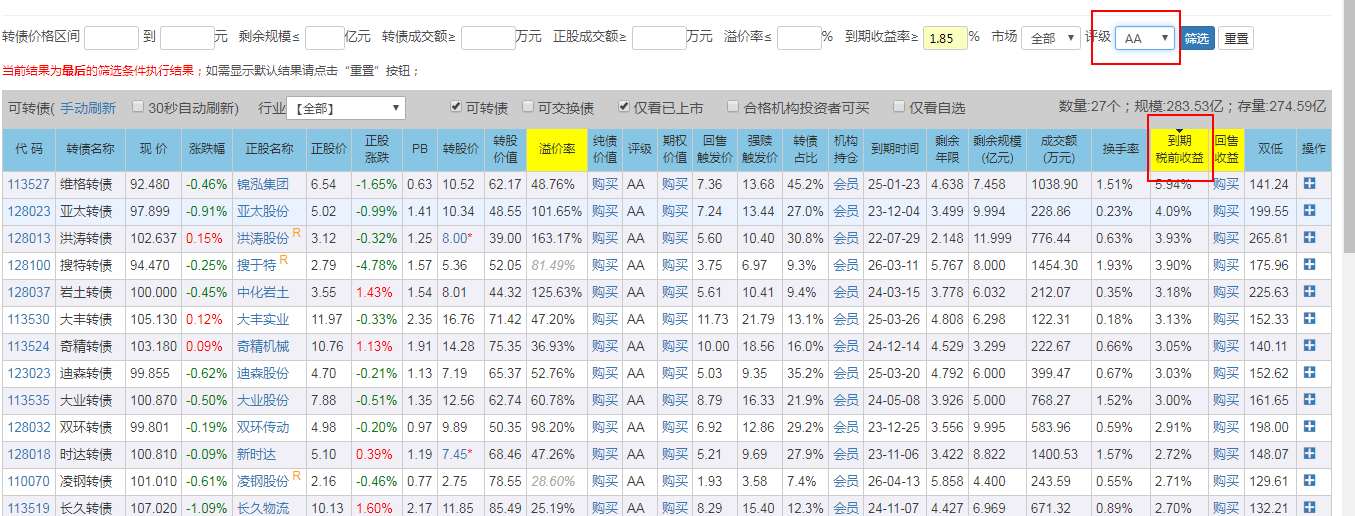 转债价格区间 到 元 剩余规模≤ 亿元 转债成交额≥ 万元 正股成交额≥ 万元 溢价率≤ % 到期收益率≥ 1.85 % 市场 全部 评级 AA 筛选 重置
当前结果为最后的筛选条件执行结果；如需显示默认结果请点击“重置”按钮；
可转债( 手动刷新 30秒自动刷新) 行业 【全部】 可转债 可交换债 仅看已上市 合格机构投资者可买 仅看自选 数量:27个；规模:283.53亿；存量:274.59亿
代 码 转债名称 现 价 涨跌幅 正股名称 正股价 正股涨跌 PB 转股价 转股价值 溢价率 纯债价值 评级 期权价值 回售触发价 强赎触发价 转债占比 机构持仓 到期时间 剩余年限 剩余规模(亿元) 成交额(万元) 换手率 到期税前收益 回售收益 双低 操作
113527 维格转债 92.480 -0.46% 锦泓集团 6.54 -1.65% 0.63 10.52 62.17 48.76% 购买 AA 购买 7.36 13.68 45.2% 会员 25-01-23 4.638 7.458 1038.90 1.51% 5.94% 购买 141.24
128023 亚太转债 97.899 -0.91% 亚太股份 5.02 -0.99% 1.41 10.34 48.55 101.65% 购买 AA 购买 7.24 13.44 27.0% 会员 23-12-04 3.499 9.994 228.86 0.23% 4.09% 购买 199.55
128013 洪涛转债 102.637 0.15% 洪涛股份 R 3.12 -0.32% 1.25 8.00* 39.00 163.17% 购买 AA 购买 5.60 10.40 30.8% 会员 22-07-29 2.148 11.999 776.44 0.63% 3.93% 购买 265.81
128100 搜特转债 94.470 -0.25% 搜于特 R 2.79 -4.78% 1.57 5.36 52.05 81.49% 购买 AA 购买 3.75 6.97 9.3% 会员 26-03-11 5.767 8.000 1454.30 1.93% 3.90% 购买 175.96
128037 岩土转债 100.000 -0.45% 中化岩土 3.55 1.43% 1.54 8.01 44.32 125.63% 购买 AA 购买 5.61 10.41 9.4% 会员 24-03-15 3.778 6.032 212.07 0.35% 3.18% 购买 225.63
113530 大丰转债 105.130 0.12% 大丰实业 11.97 -0.33% 2.35 16.76 71.42 47.20% 购买 AA 购买 11.73 21.79 13.1% 会员 25-03-26 4.808 6.298 122.31 0.18% 3.13% 购买 152.33
113524 奇精转债 103.180 0.09% 奇精机械 10.76 1.13% 1.91 14.28 75.35 36.93% 购买 AA 购买 10.00 18.56 16.0% 会员 24-12-14 4.529 3.299 222.67 0.66% 3.05% 购买 140.11
123023 迪森转债 99.855 -0.62% 迪森股份 4.70 -0.21% 1.13 7.19 65.37 52.76% 购买 AA 购买 5.03 9.35 35.2% 会员 25-03-20 4.792 6.000 399.47 0.67% 3.03% 购买 152.62
113535 大业转债 100.870 -0.50% 大业股份 7.88 -0.51% 1.35 12.56 62.74 60.78% 购买 AA 购买 8.79 16.33 21.9% 会员 24-05-08 3.926 5.000 768.27 1.52% 3.00% 购买 161.65
128032 双环转债 99.801 -0.19% 双环传动 4.98 -0.20% 0.97 9.89 50.35 98.20% 购买 AA 购买 6.92 12.86 29.2% 会员 23-12-25 3.556 9.995 583.96 0.59% 2.91% 购买 198.00
128018 时达转债 100.810 -0.09% 新时达 5.10 0.39% 1.19 7.45* 68.46 47.26% 购买 AA 购买 5.21 9.69 27.9% 会员 23-11-06 3.422 8.822 1400.53 1.57% 2.72% 购买 148.07
110070 凌钢转债 101.010 -0.61% 凌钢股份 R 2.16 -0.46% 0.77 2.75 78.55 28.60% 购买 AA 购买 1.93 3.58 7.4% 会员 26-04-13 5.858 4.400 243.59 0.55% 2.71% 购买 129.61
113519 长久转债 107.020 -1.09% 长久物流 10.13 1.60% 2.17 11.85 85.49 25.19% 购买 AA 购买 8.29 15.40 12.3% 会员 24-11-07 4.427 6.969 671.32 0.89% 2.70% 购买 132.21